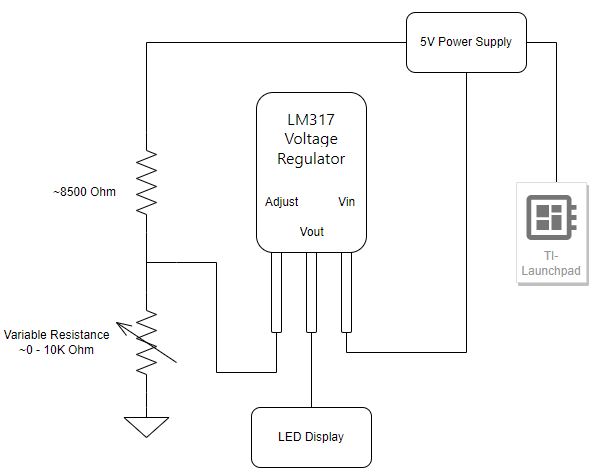 5V Power Supply
LM317
Voltage
Regulator
~8500 Ohm
Adjust
Vin
Vout
TI-
Launchpad
Variable Resistance
~0 - 10K Ohm
LED Display